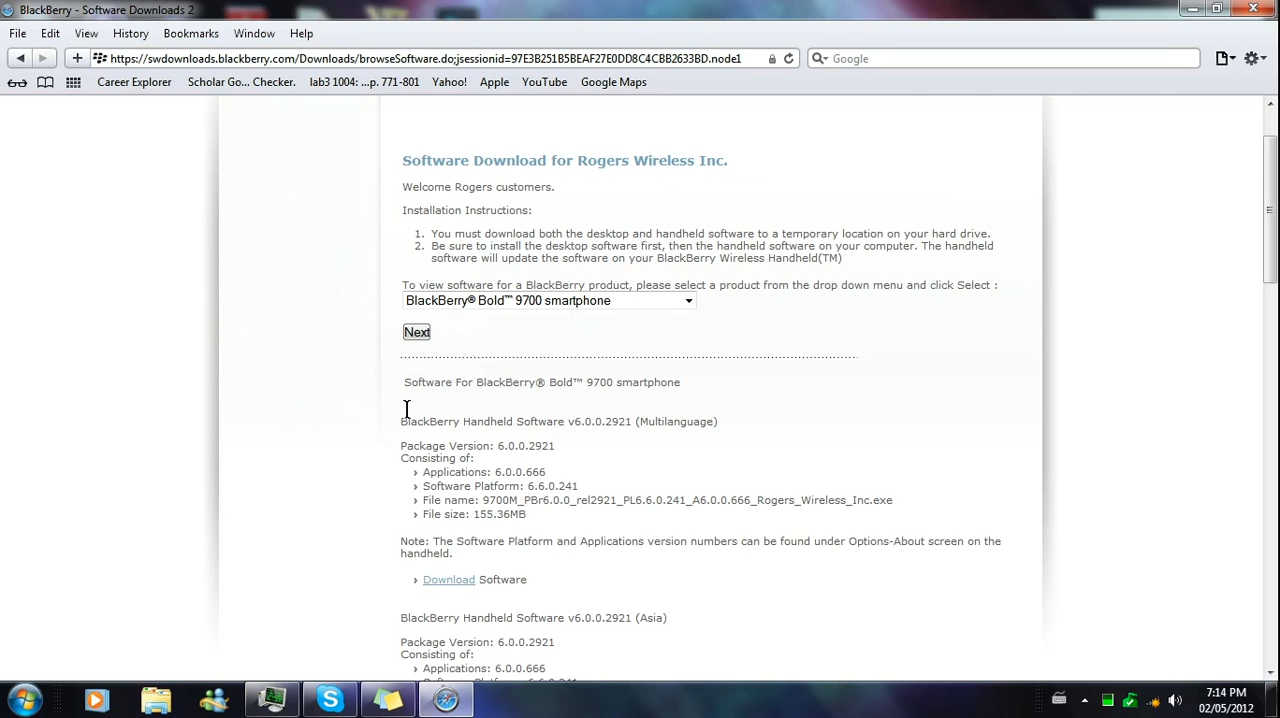 BlackBerry - Software Downloads 2
File Edit View History Bookmarks Window Help
https://swdownloads.blackberry.com/Downloads/browseSoftware.do;jsessionid=97E3B251B5BEAF27E0DD8C4CBB2633BD.node1
Google
Career Explorer Scholar Go... Checker. lab3 1004: ...p. 771-801 Yahoo! Apple YouTube Google Maps
Software Download for Rogers Wireless Inc.
Welcome Rogers customers.
Installation Instructions:
1. You must download both the desktop and handheld software to a temporary location on your hard drive.
2. Be sure to install the desktop software first, then the handheld software on your computer. The handheld
software will update the software on your BlackBerry Wireless Handheld(TM)
To view software for a BlackBerry product, please select a product from the drop down menu and click Select :
BlackBerry® Bold™ 9700 smartphone
Next
Software For BlackBerry® Bold™ 9700 smartphone
BlackBerry Handheld Software v6.0.0.2921 (Multilanguage)
Package Version: 6.0.0.2921
Consisting of:
› Applications: 6.0.0.666
› Software Platform: 6.6.0.241
› File name: 9700M_PBr6.0.0_rel2921_PL6.6.0.241_A6.0.0.666_Rogers_Wireless_Inc.exe
› File size: 155.36MB
Note: The Software Platform and Applications version numbers can be found under Options-About screen on the
handheld.
› Download Software
BlackBerry Handheld Software v6.0.0.2921 (Asia)
Package Version: 6.0.0.2921
Consisting of:
› Applications: 6.0.0.666
7:14 PM
02/05/2012